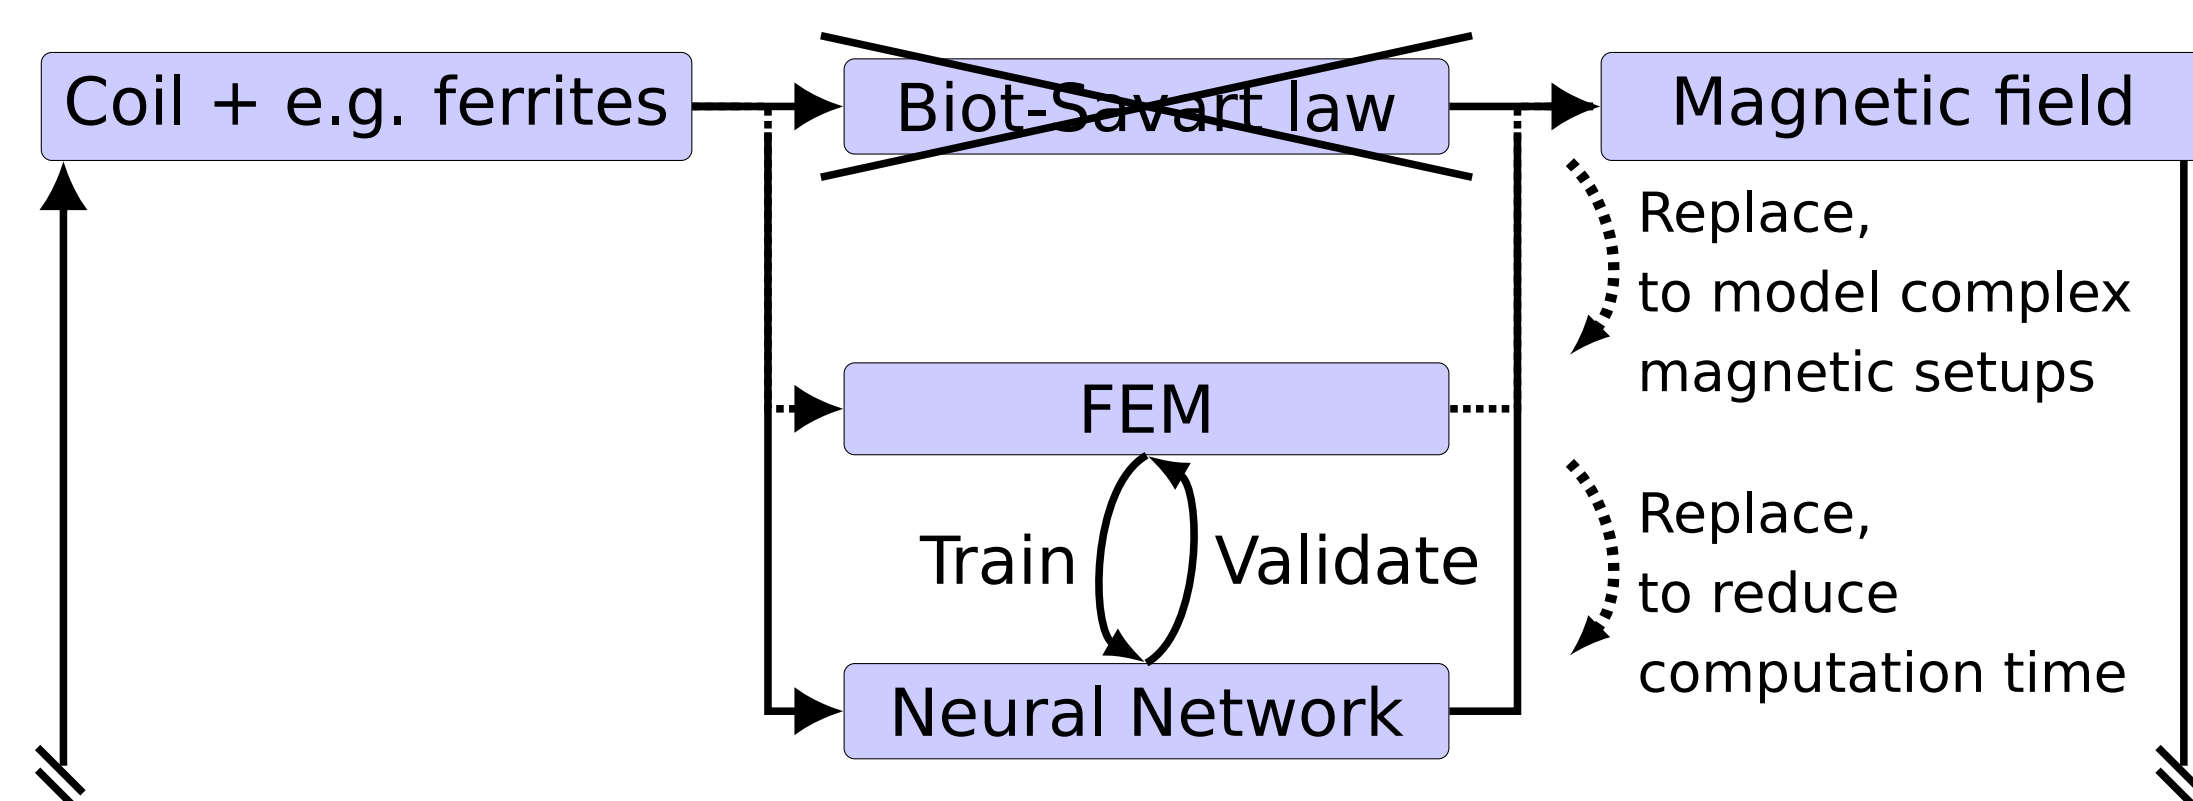 Coil + e.g. ferrites
Biot-Savart law
Magnetic field
Replace,
to model complex
magnetic setups
FEM
Train
Validate
Replace,
to reduce
computation time
Neural Network